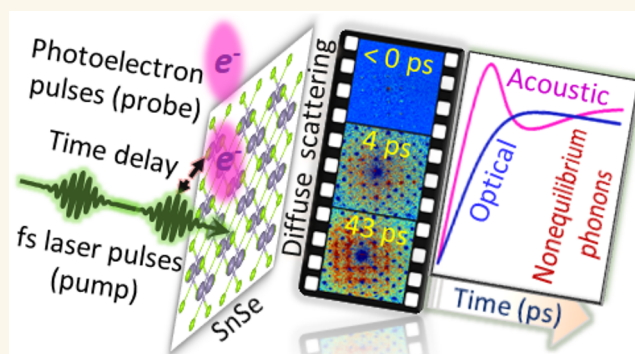 Photoelectron
pulses (probe)
e⁻
e⁻
Time delay
fs laser pulses
(pump)
SnSe
Diffuse scattering
< 0 ps
4 ps
43 ps
Acoustic
Optical
Nonequilibrium
phonons
Time (ps)